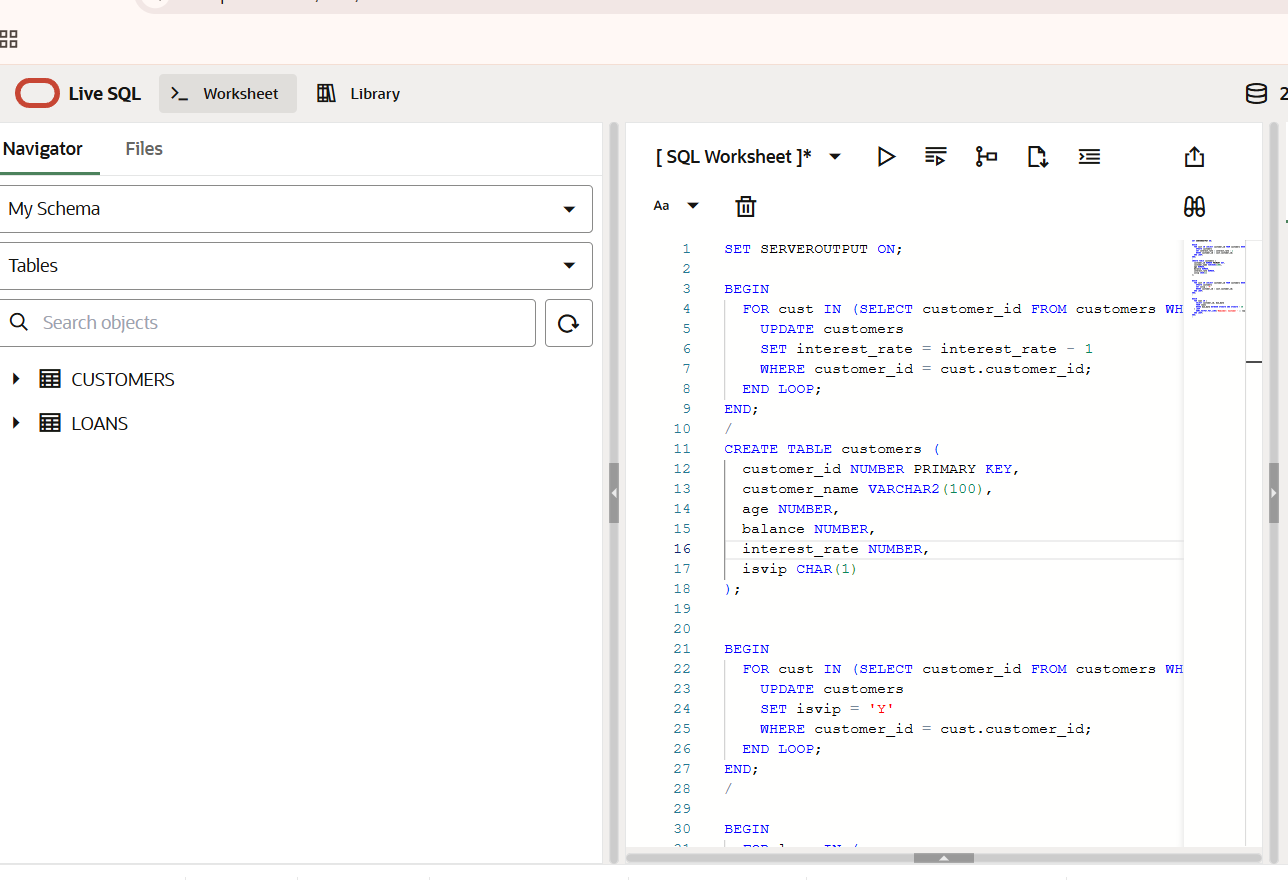 Live SQL
Worksheet
Library
2
Navigator
Files
My Schema
Tables
Search objects
CUSTOMERS
LOANS
[ SQL Worksheet ]*
Aa
1 SET SERVEROUTPUT ON;
2
3 BEGIN
4 FOR cust IN (SELECT customer_id FROM customers WH
5 UPDATE customers
6 SET interest_rate = interest_rate - 1
7 WHERE customer_id = cust.customer_id;
8 END LOOP;
9 END;
10 /
11 CREATE TABLE customers (
12 customer_id NUMBER PRIMARY KEY,
13 customer_name VARCHAR2(100),
14 age NUMBER,
15 balance NUMBER,
16 interest_rate NUMBER,
17 isvip CHAR(1)
18 );
19
20
21 BEGIN
22 FOR cust IN (SELECT customer_id FROM customers WH
23 UPDATE customers
24 SET isvip = 'Y'
25 WHERE customer_id = cust.customer_id;
26 END LOOP;
27 END;
28 /
29
30 BEGIN